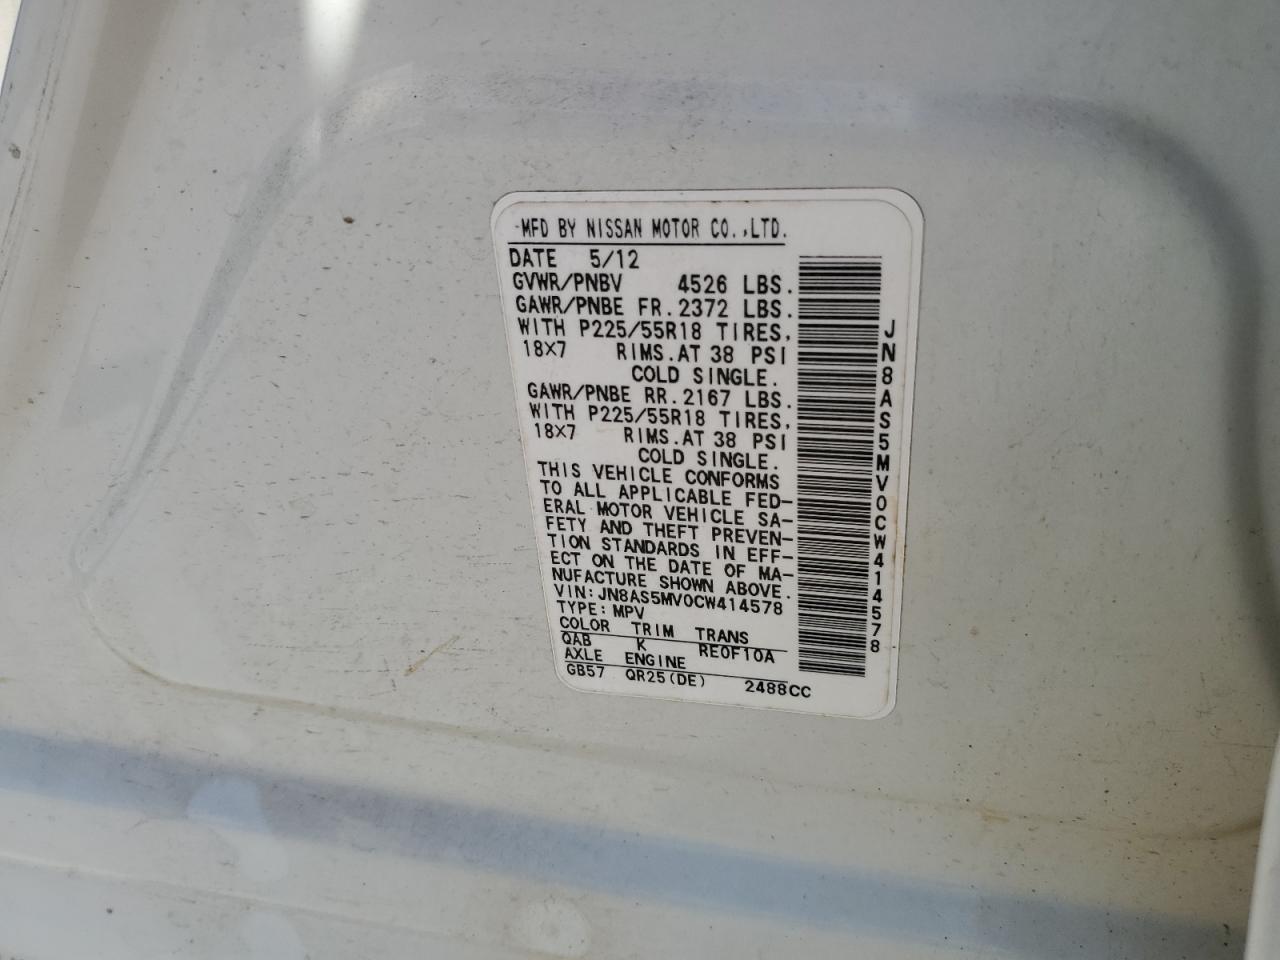 MFD BY NISSAN MOTOR CO.,LTD.
DATE 5/12
GVWR/PNBV 4526 LBS.
GAWR/PNBE FR.2372 LBS.
WITH P225/55R18 TIRES,
18X7 RIMS.AT 38 PSI
COLD SINGLE.
GAWR/PNBE RR.2167 LBS.
WITH P225/55R18 TIRES,
18X7 RIMS.AT 38 PSI
COLD SINGLE.
THIS VEHICLE CONFORMS
TO ALL APPLICABLE FED-
ERAL MOTOR VEHICLE SA-
FETY AND THEFT PREVEN-
TION STANDARDS IN EFF-
ECT ON THE DATE OF MA-
NUFACTURE SHOWN ABOVE.
VIN:JN8AS5MV0CW414578
TYPE:MPV
COLOR TRIM TRANS
QAB K RE0F10A
AXLE ENGINE
GB57 QR25(DE) 2488CC
JN8AS5MV0CW414578